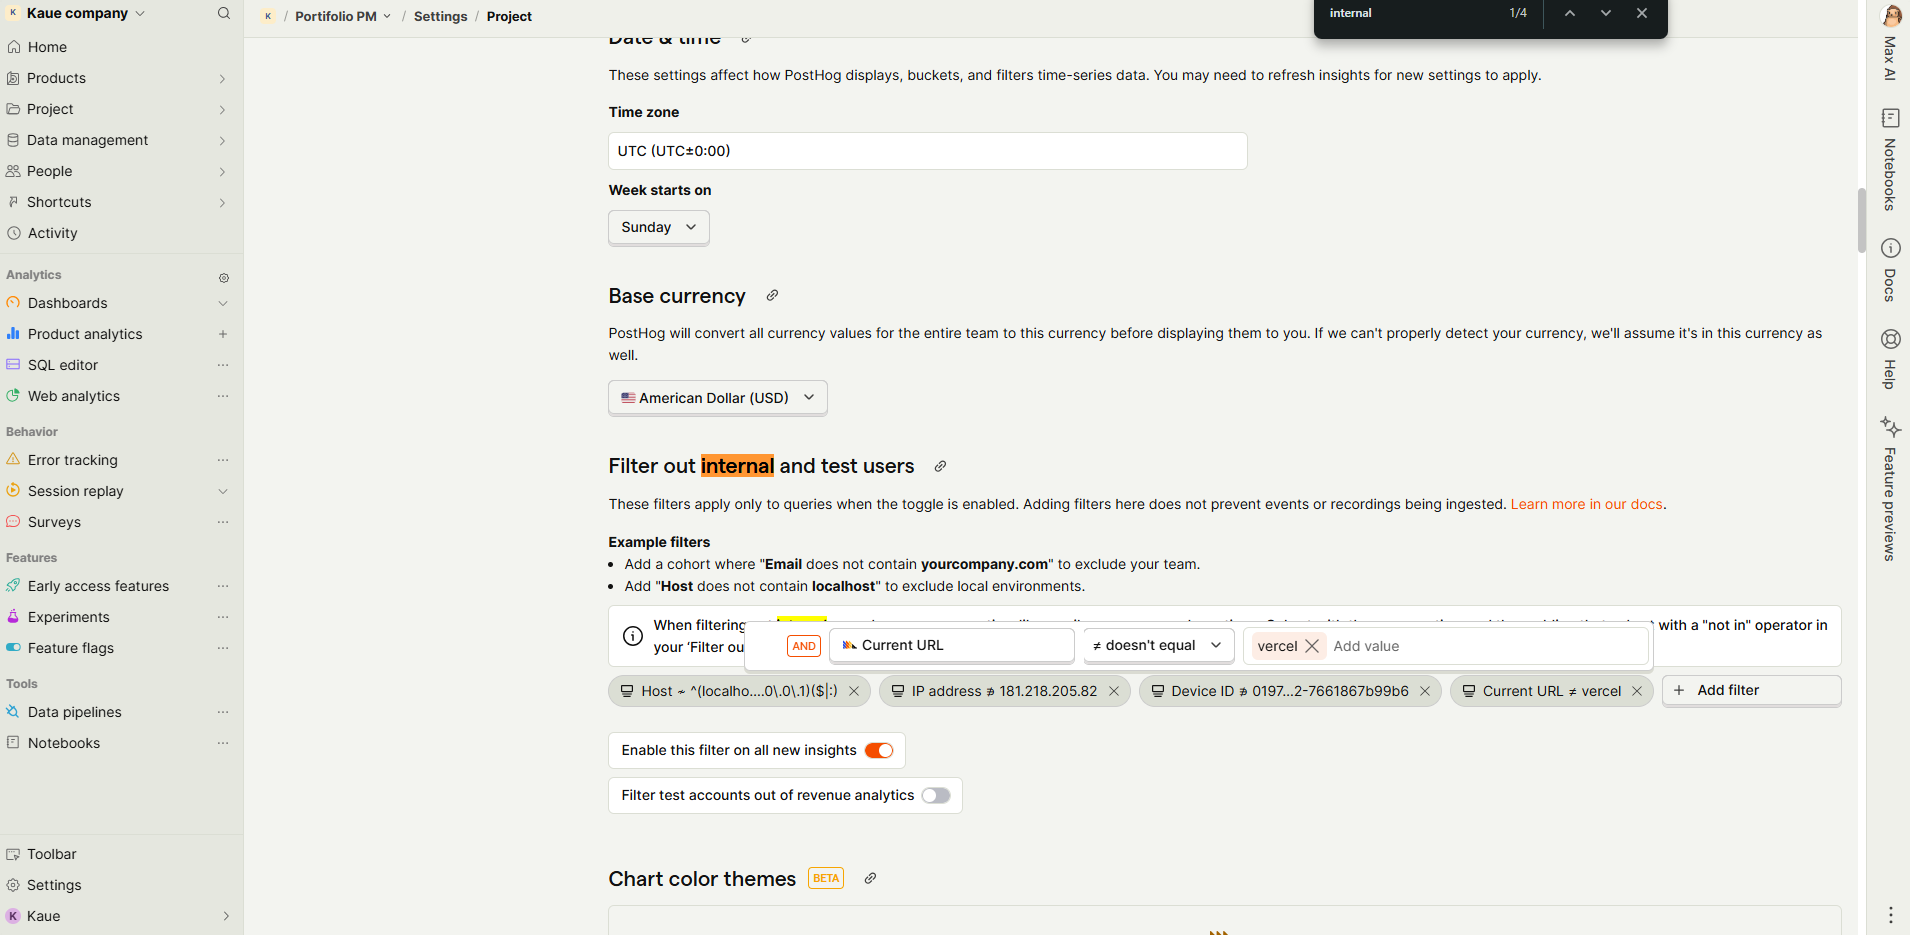 K Kaue company
Home
Products
Project
Data management
People
Shortcuts
Activity
Analytics
Dashboards
Product analytics
SQL editor
Web analytics
Behavior
Error tracking
Session replay
Surveys
Features
Early access features
Experiments
Feature flags
Tools
Data pipelines
Notebooks
Toolbar
Settings
K Kaue
K / Portifolio PM / Settings / Project
internal 1/4
Date & time
These settings affect how PostHog displays, buckets, and filters time-series data. You may need to refresh insights for new settings to apply.
Time zone
UTC (UTC±0:00)
Week starts on
Sunday
Base currency
PostHog will convert all currency values for the entire team to this currency before displaying them to you. If we can't properly detect your currency, we'll assume it's in this currency as
well.
American Dollar (USD)
Filter out internal and test users
These filters apply only to queries when the toggle is enabled. Adding filters here does not prevent events or recordings being ingested. Learn more in our docs.
Example filters
• Add a cohort where "Email does not contain yourcompany.com" to exclude your team.
• Add "Host does not contain localhost" to exclude local environments.
When filtering with a "not in" operator in
your 'Filter ou
AND Current URL ≠ doesn't equal vercel Add value
Host ~ ^(localho....0\.0\.1)($|:) IP address ∌ 181.218.205.82 Device ID ∌ 0197...2-7661867b99b6 Current URL ≠ vercel + Add filter
Enable this filter on all new insights
Filter test accounts out of revenue analytics
Chart color themes BETA
Max AI
Notebooks
Docs
Help
Feature previews